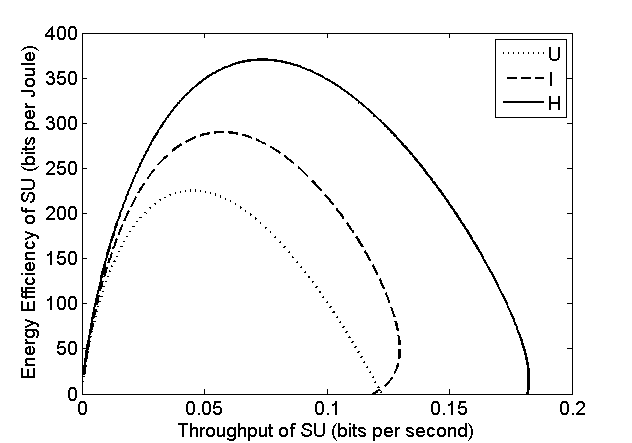 400
350
300
250
200
150
100
50
0
Energy Efficiency of SU (bits per Joule)
U
I
H
0 0.05 0.1 0.15 0.2
Throughput of SU (bits per second)